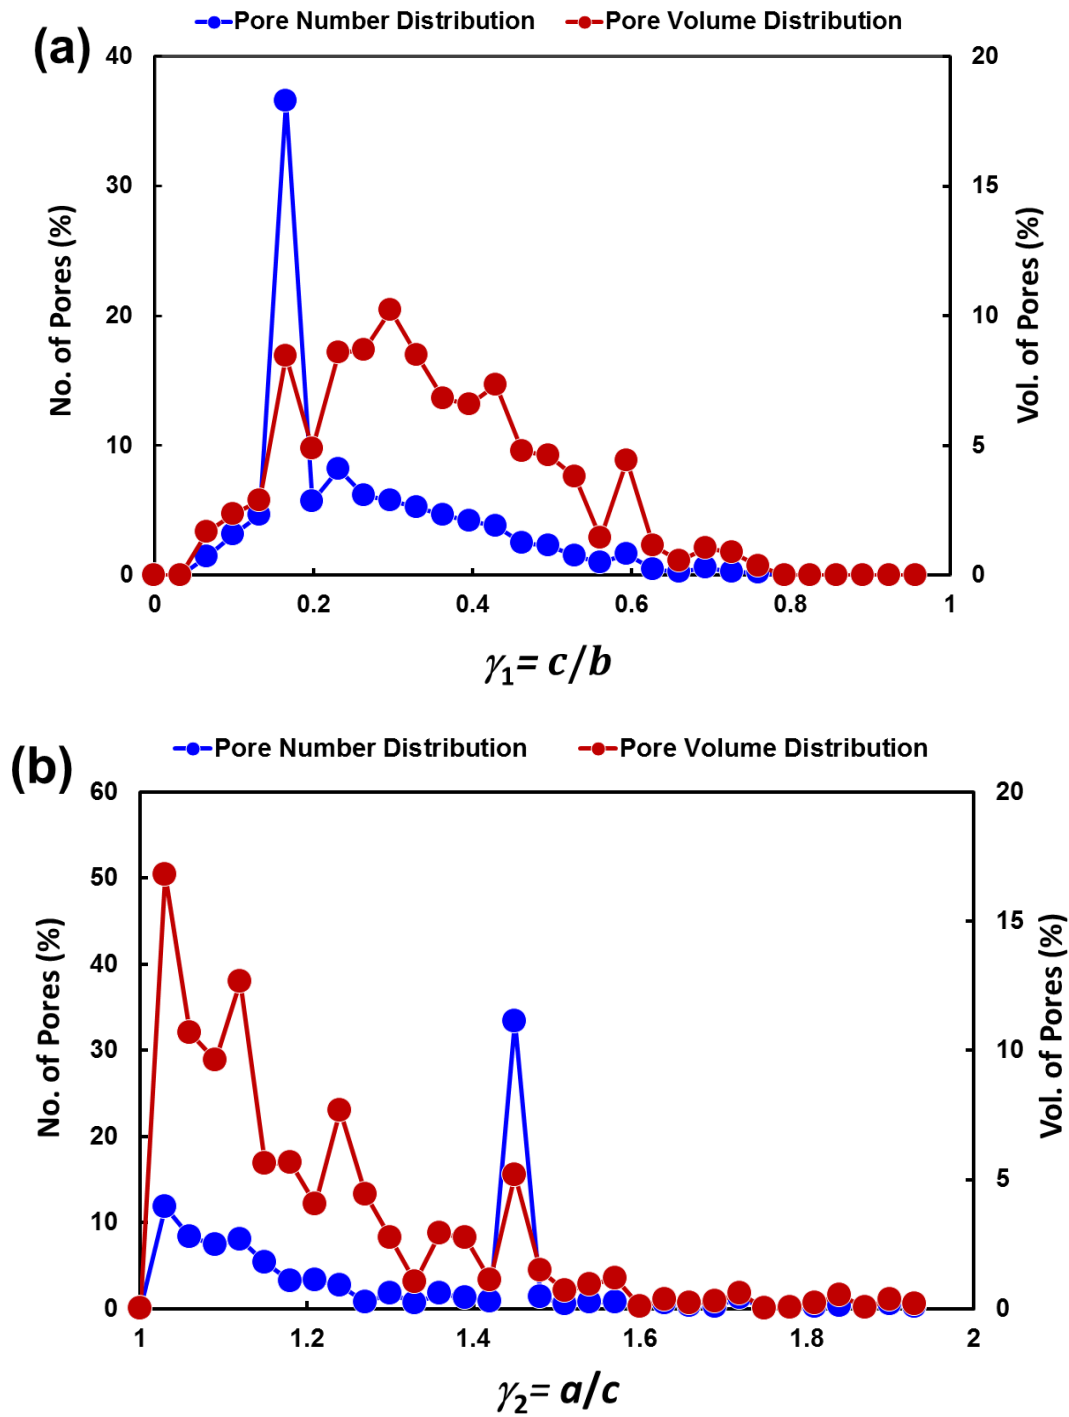 Pore Number Distribution Pore Volume Distribution
(a)
40 20
30 15
20 10
10 5
0 0
No. of Pores (%)
Vol. of Pores (%)
0 0.2 0.4 0.6 0.8 1
γ₁= c/b
Pore Number Distribution Pore Volume Distribution
(b)
60 20
50
15
40
30 10
20
5
10
0 0
No. of Pores (%)
Vol. of Pores (%)
1 1.2 1.4 1.6 1.8 2
γ₂= a/c